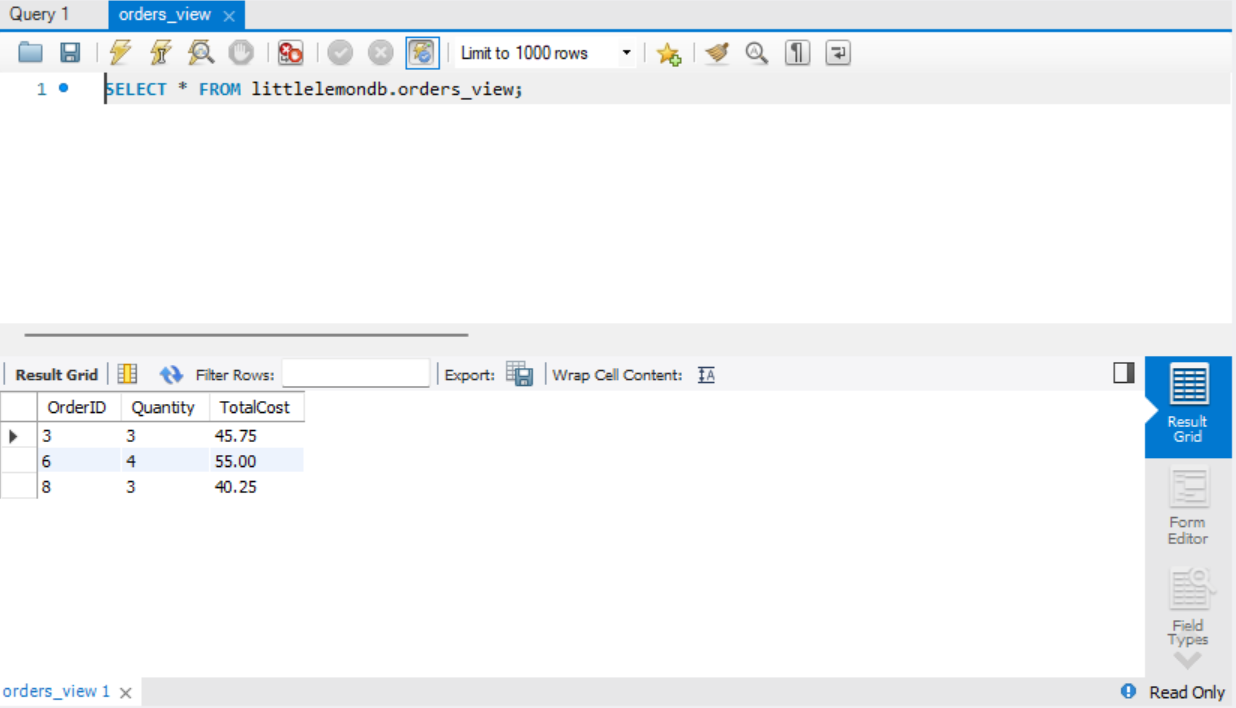 Query 1 orders_view
Limit to 1000 rows
1 SELECT * FROM littlelemondb.orders_view;
Result Grid Filter Rows: Export: Wrap Cell Content:
OrderID Quantity TotalCost
3 3 45.75
6 4 55.00
8 3 40.25
Result
Grid
Form
Editor
Field
Types
orders_view 1 Read Only